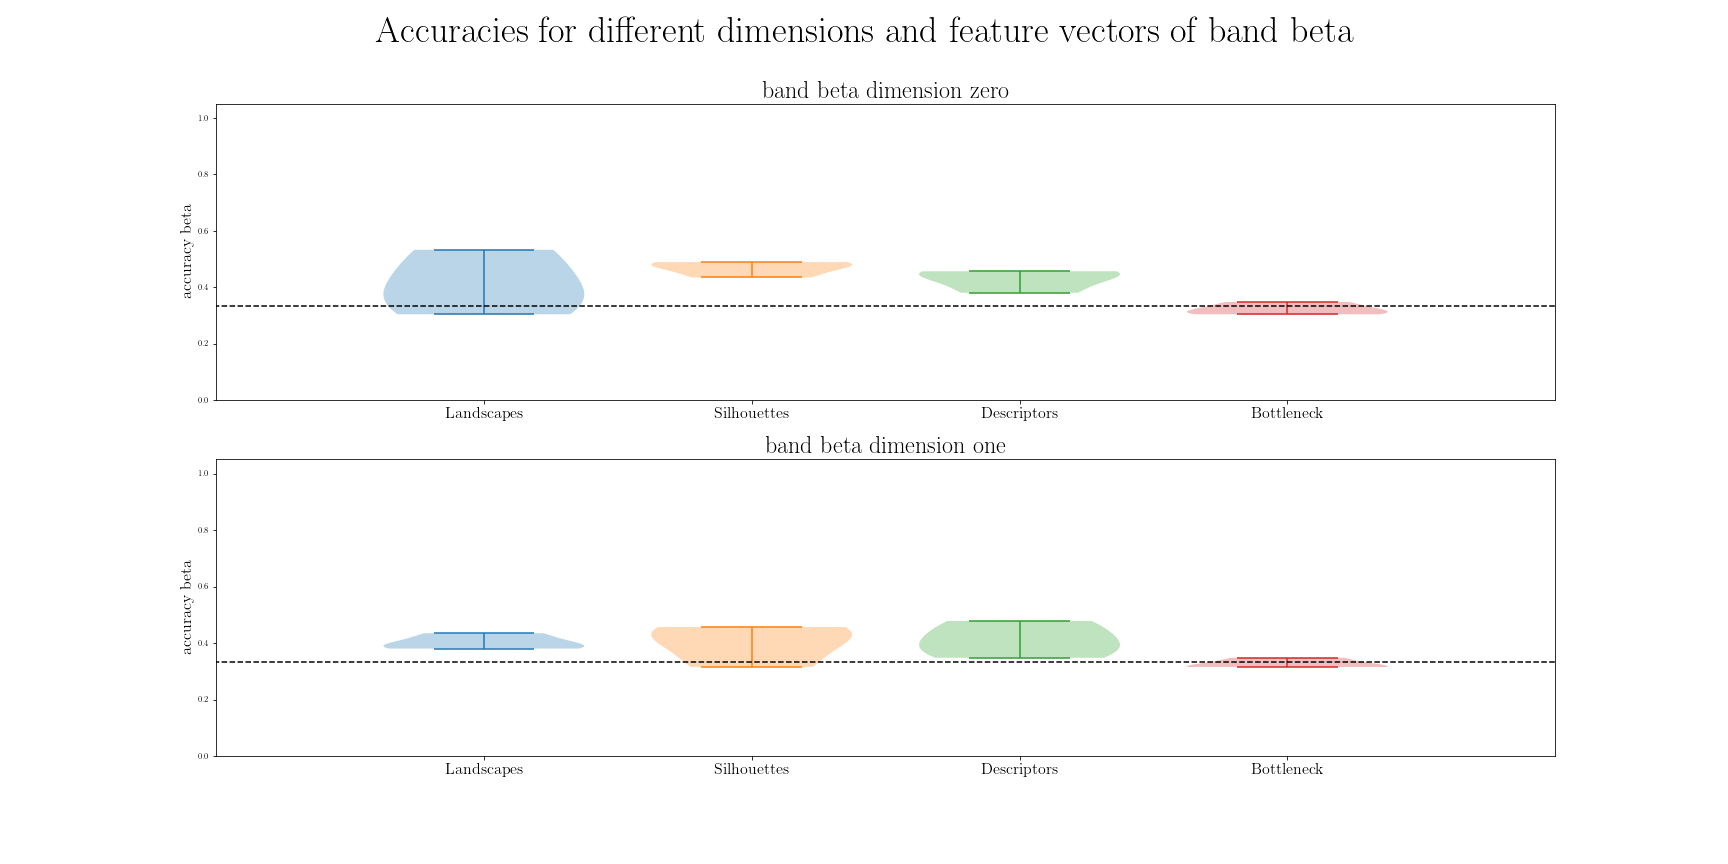 Accuracies for different dimensions and feature vectors of band beta
band beta dimension zero
1.0
0.8
0.6
0.4
0.2
0.0
accuracy beta
Landscapes Silhouettes Descriptors Bottleneck
band beta dimension one
1.0
0.8
0.6
0.4
0.2
0.0
accuracy beta
Landscapes Silhouettes Descriptors Bottleneck